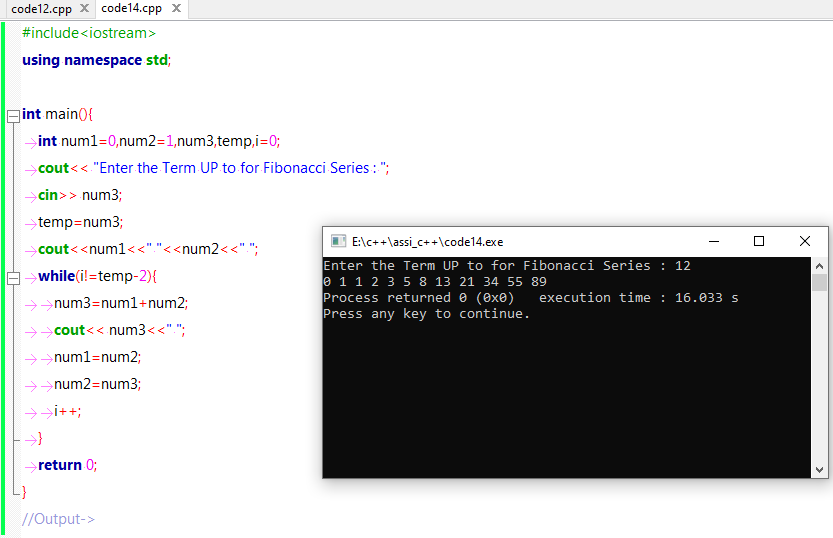 code12.cpp X code14.cpp X
#include<iostream>
using namespace std;
int main(){
int num1=0,num2=1,num3,temp,i=0;
cout<< "Enter the Term UP to for Fibonacci Series : ";
cin>> num3;
temp=num3;
cout<<num1<<" "<<num2<<" ";
while(i!=temp-2){
num3=num1+num2;
cout<< num3<<" ";
num1=num2;
num2=num3;
i++;
}
return 0;
}
//Output->
E:\c++\assi_c++\code14.exe
Enter the Term UP to for Fibonacci Series : 12
0 1 1 2 3 5 8 13 21 34 55 89
Process returned 0 (0x0)   execution time : 16.033 s
Press any key to continue.